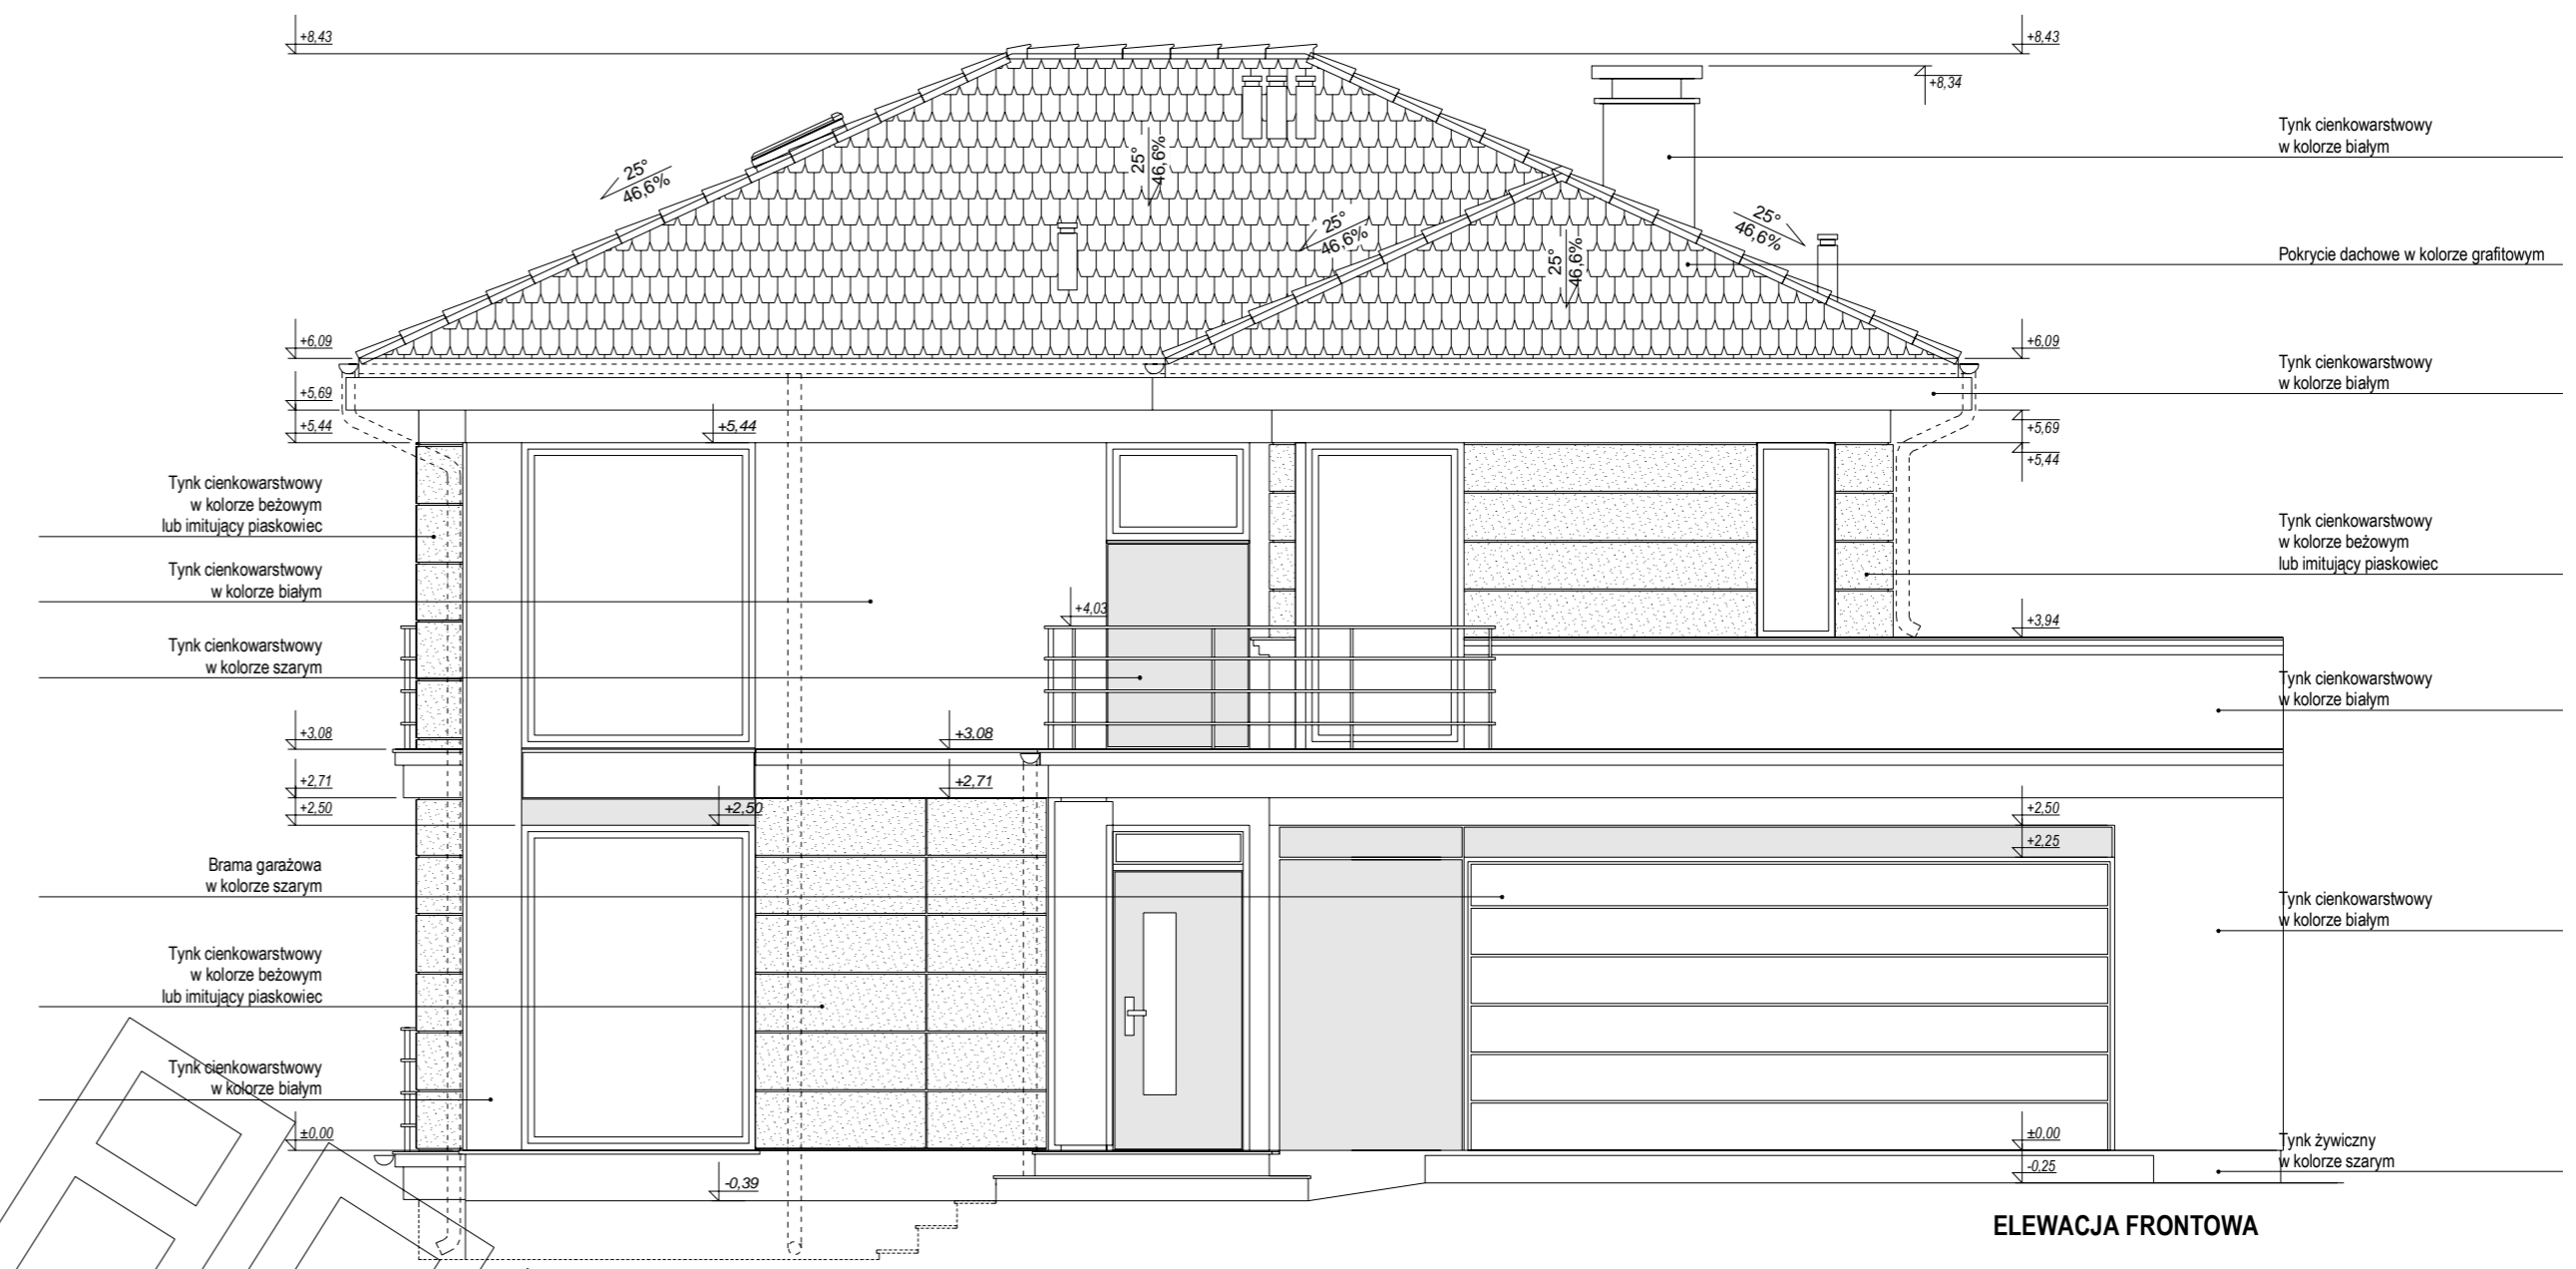 +8,43
+8,43
+8,34
Tynk cienkowarstwowy
w kolorze białym
25°
46,6%
25°
46,6%
25°
46,6%
25°
46,6%
25°
46,6%
Pokrycie dachowe w kolorze grafitowym
+6,09
+6,09
Tynk cienkowarstwowy
w kolorze białym
+5,69
+5,44
+5,44
+5,69
+5,44
Tynk cienkowarstwowy
w kolorze beżowym
lub imitujący piaskowiec
Tynk cienkowarstwowy
w kolorze beżowym
lub imitujący piaskowiec
Tynk cienkowarstwowy
w kolorze białym
+4,03
+3,94
Tynk cienkowarstwowy
w kolorze szarym
Tynk cienkowarstwowy
w kolorze białym
+3,08
+3,08
+2,71
+2,71
+2,50
+2,50
+2,50
+2,25
Brama garażowa
w kolorze szarym
Tynk cienkowarstwowy
w kolorze białym
Tynk cienkowarstwowy
w kolorze beżowym
lub imitujący piaskowiec
Tynk cienkowarstwowy
w kolorze białym
±0,00
±0,00
-0,25
Tynk żywiczny
w kolorze szarym
-0,39
ELEWACJA FRONTOWA